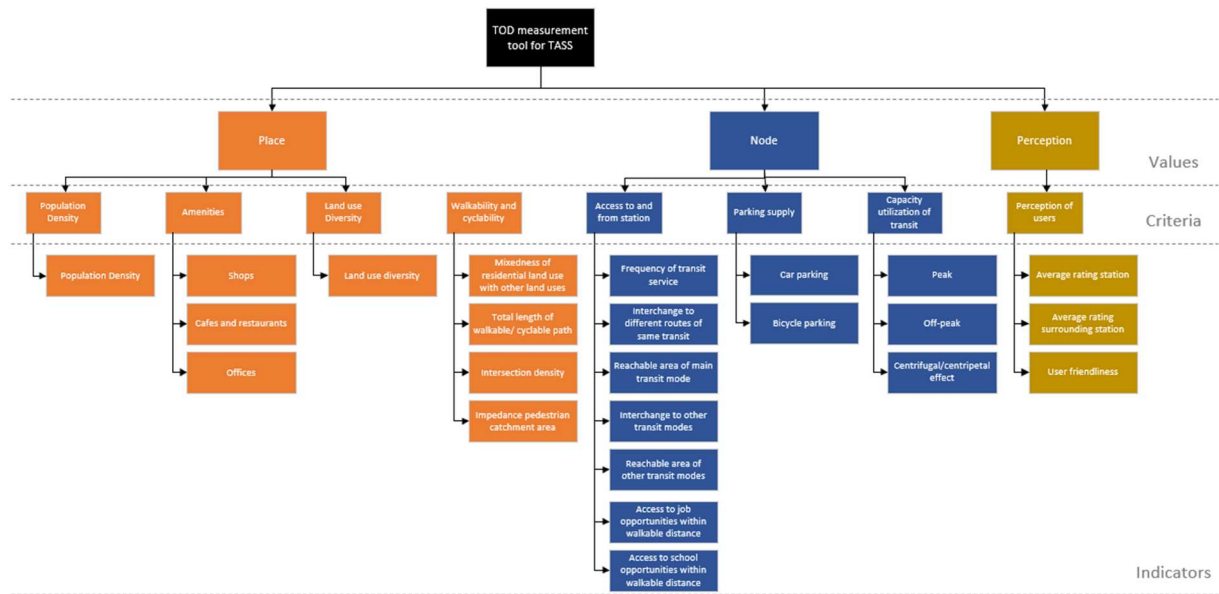 TOD measurement
tool for TASS
Place
Node
Perception
Values
Population
Density
Amenities
Land use
Diversity
Walkability and
cyclability
Access to and
from station
Parking supply
Capacity
utilization of
transit
Perception of
users
Criteria
Population Density
Shops
Cafes and restaurants
Offices
Land use diversity
Mixedness of
residential land use
with other land uses
Total length of
walkable/ cyclable path
Intersection density
Impedance pedestrian
catchment area
Frequency of transit
service
Interchange to
different routes of
same transit
Reachable area of main
transit mode
Interchange to other
transit modes
Reachable area of
other transit modes
Access to job
opportunities within
walkable distance
Access to school
opportunities within
walkable distance
Car parking
Bicycle parking
Peak
Off-peak
Centrifugal/centripetal
effect
Average rating station
Average rating
surrounding station
User friendliness
Indicators